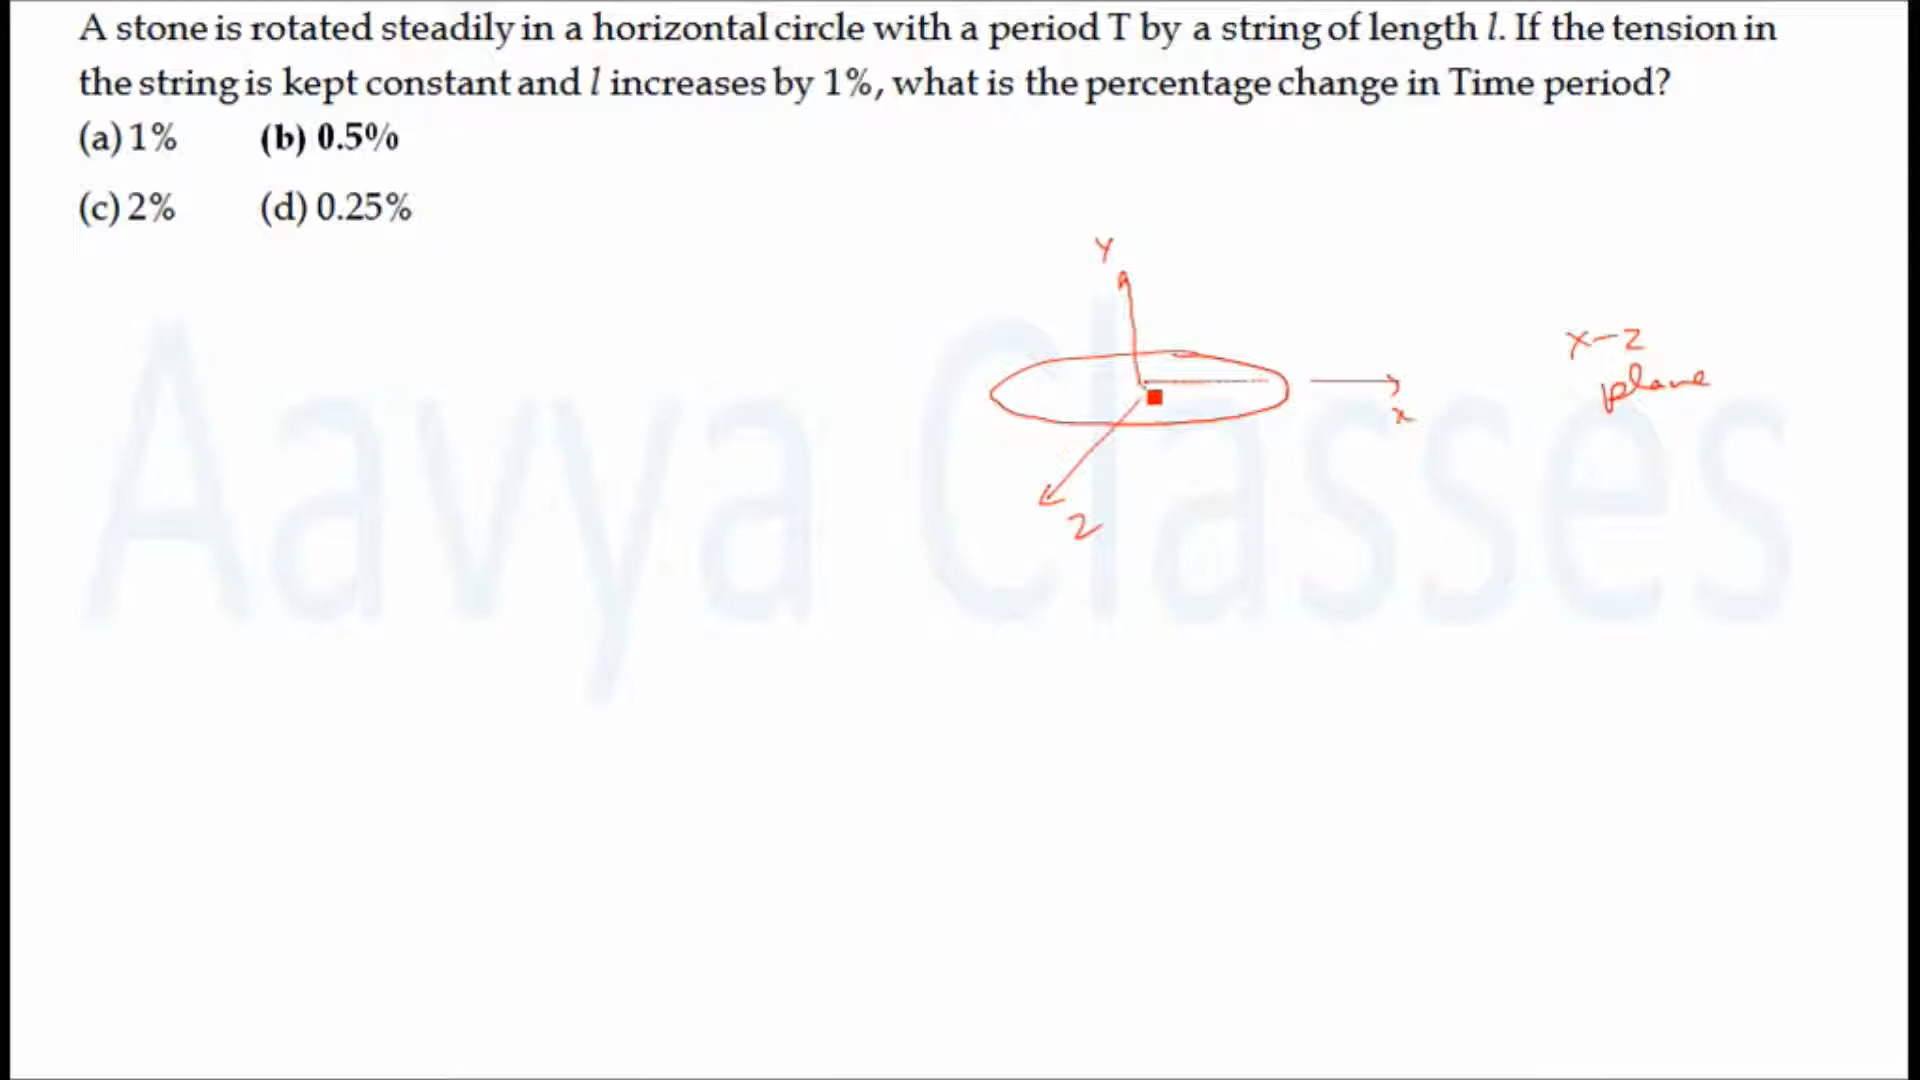 A stone is rotated steadily in a horizontal circle with a period T by a string of length l. If the tension in
the string is kept constant and l increases by 1%, what is the percentage change in Time period?
(a) 1% (b) 0.5%
(c) 2% (d) 0.25%
Y
x-z
plane
x
z
Aavya Classes